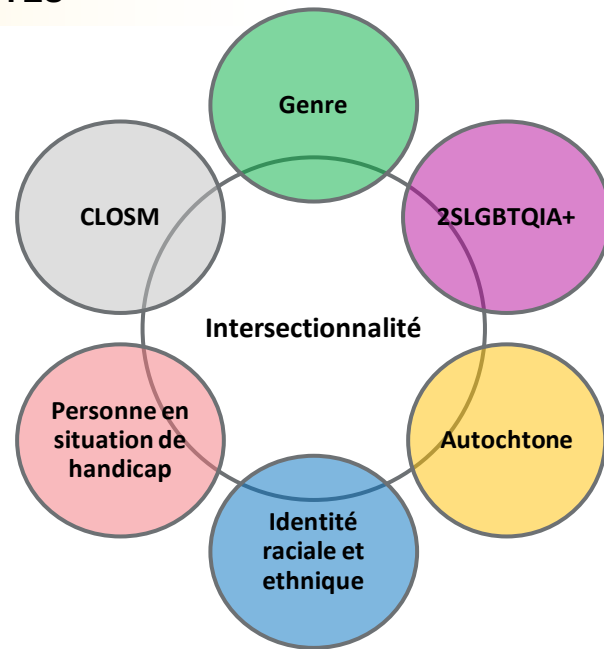 Genre
CLOSM
2SLGBTQIA+
Intersectionnalité
Personne en
situation de
handicap
Autochtone
Identité
raciale et
ethnique